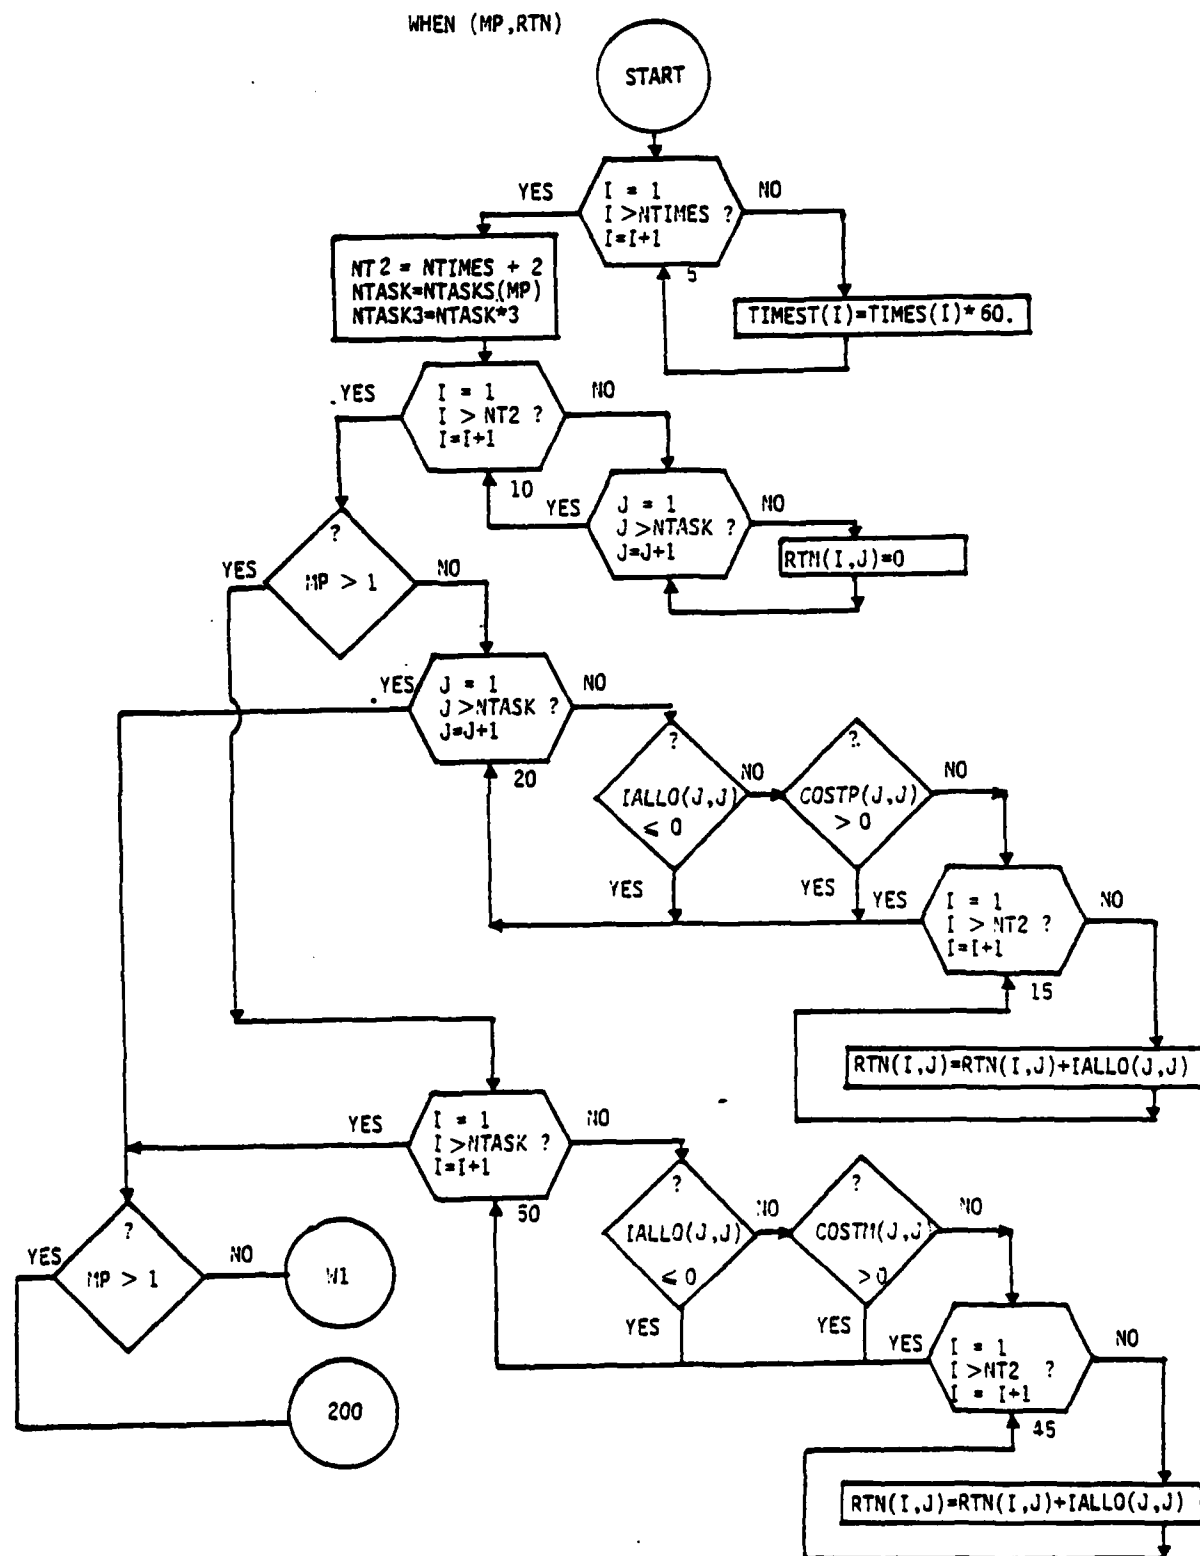 WHEN (MP,RTN)
START
YES
I = 1
I >NTIMES ?
I=I+1
NO
5
NT2 = NTIMES + 2
NTASK=NTASKS(MP)
NTASK3=NTASK*3
TIMEST(I)=TIMES(I)*60.
YES
I = 1
I > NT2 ?
I=I+1
NO
10
YES
J = 1
J >NTASK ?
J=J+1
NO
RTN(I,J)=0
?
YES
MP > 1
NO
YES
J = 1
J >NTASK ?
J=J+1
NO
20
?
IALLO(J,J)
≤ 0
NO
YES
?
COSTP(J,J)
> 0
NO
YES
YES
I = 1
I > NT2 ?
I=I+1
NO
15
RTN(I,J)=RTN(I,J)+IALLO(J,J)
YES
I = 1
I >NTASK ?
I=I+1
NO
50
?
IALLO(J,J)
≤ 0
NO
YES
?
COSTM(J,J)
> 0
NO
YES
YES
I = 1
I >NT2 ?
I = I+1
NO
45
RTN(I,J)=RTN(I,J)+IALLO(J,J)
?
YES
MP > 1
NO
W1
200